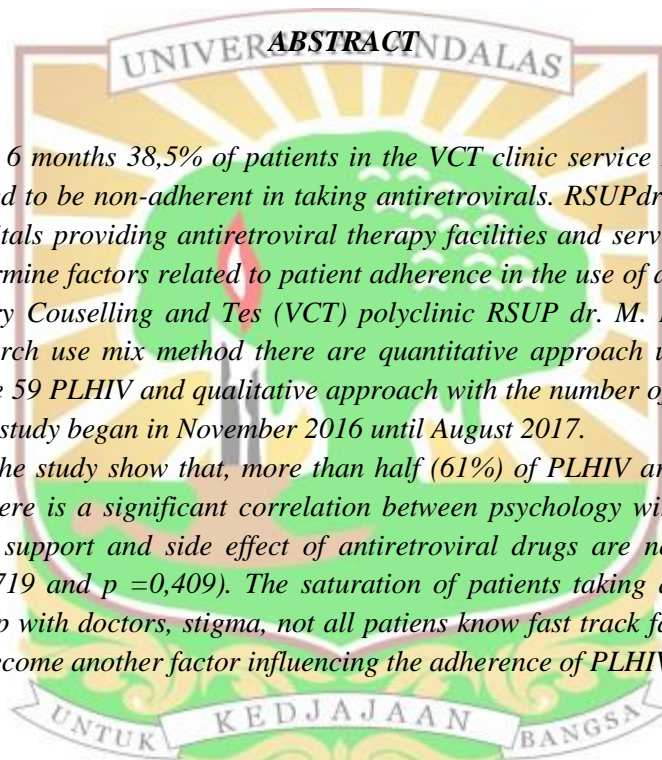 UNIVERSITAS ANDALAS
ABSTRACT
6 months 38,5% of patients in the VCT clinic service
ed to be non-adherent in taking antiretrovirals. RSUPdr.
itals providing antiretroviral therapy facilities and serv
rmine factors related to patient adherence in the use of a
ry Couselling and Tes (VCT) polyclinic RSUP dr. M.
rch use mix method there are quantitative approach u
e 59 PLHIV and qualitative approach with the number of
study began in November 2016 until August 2017.
he study show that, more than half (61%) of PLHIV ar
ere is a significant correlation between psychology wi
support and side effect of antiretroviral drugs are n
719 and p =0,409). The saturation of patients taking
p with doctors, stigma, not all patiens know fast track fa
ecome another factor influencing the adherence of PLHIV
UNTUK KEDJAJAAN BANGSA